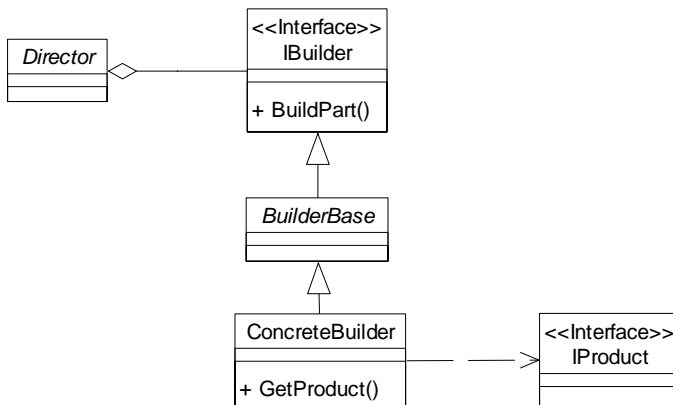 Director
<<Interface>>
IBuilder
+ BuildPart()
BuilderBase
ConcreteBuilder
+ GetProduct()
<<Interface>>
IProduct